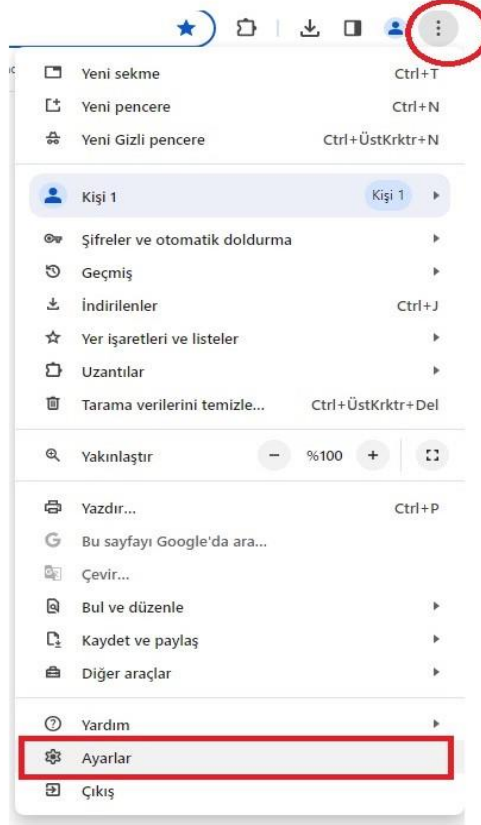 Yeni sekme Ctrl+T
Yeni pencere Ctrl+N
Yeni Gizli pencere Ctrl+ÜstKrktr+N
Kişi 1 Kişi 1
Şifreler ve otomatik doldurma
Geçmiş
İndirilenler Ctrl+J
Yer işaretleri ve listeler
Uzantılar
Tarama verilerini temizle... Ctrl+ÜstKrktr+Del
Yakınlaştır - %100 +
Yazdır... Ctrl+P
G Bu sayfayı Google'da ara...
Çevir...
Bul ve düzenle
Kaydet ve paylaş
Diğer araçlar
Yardım
Ayarlar
Çıkış